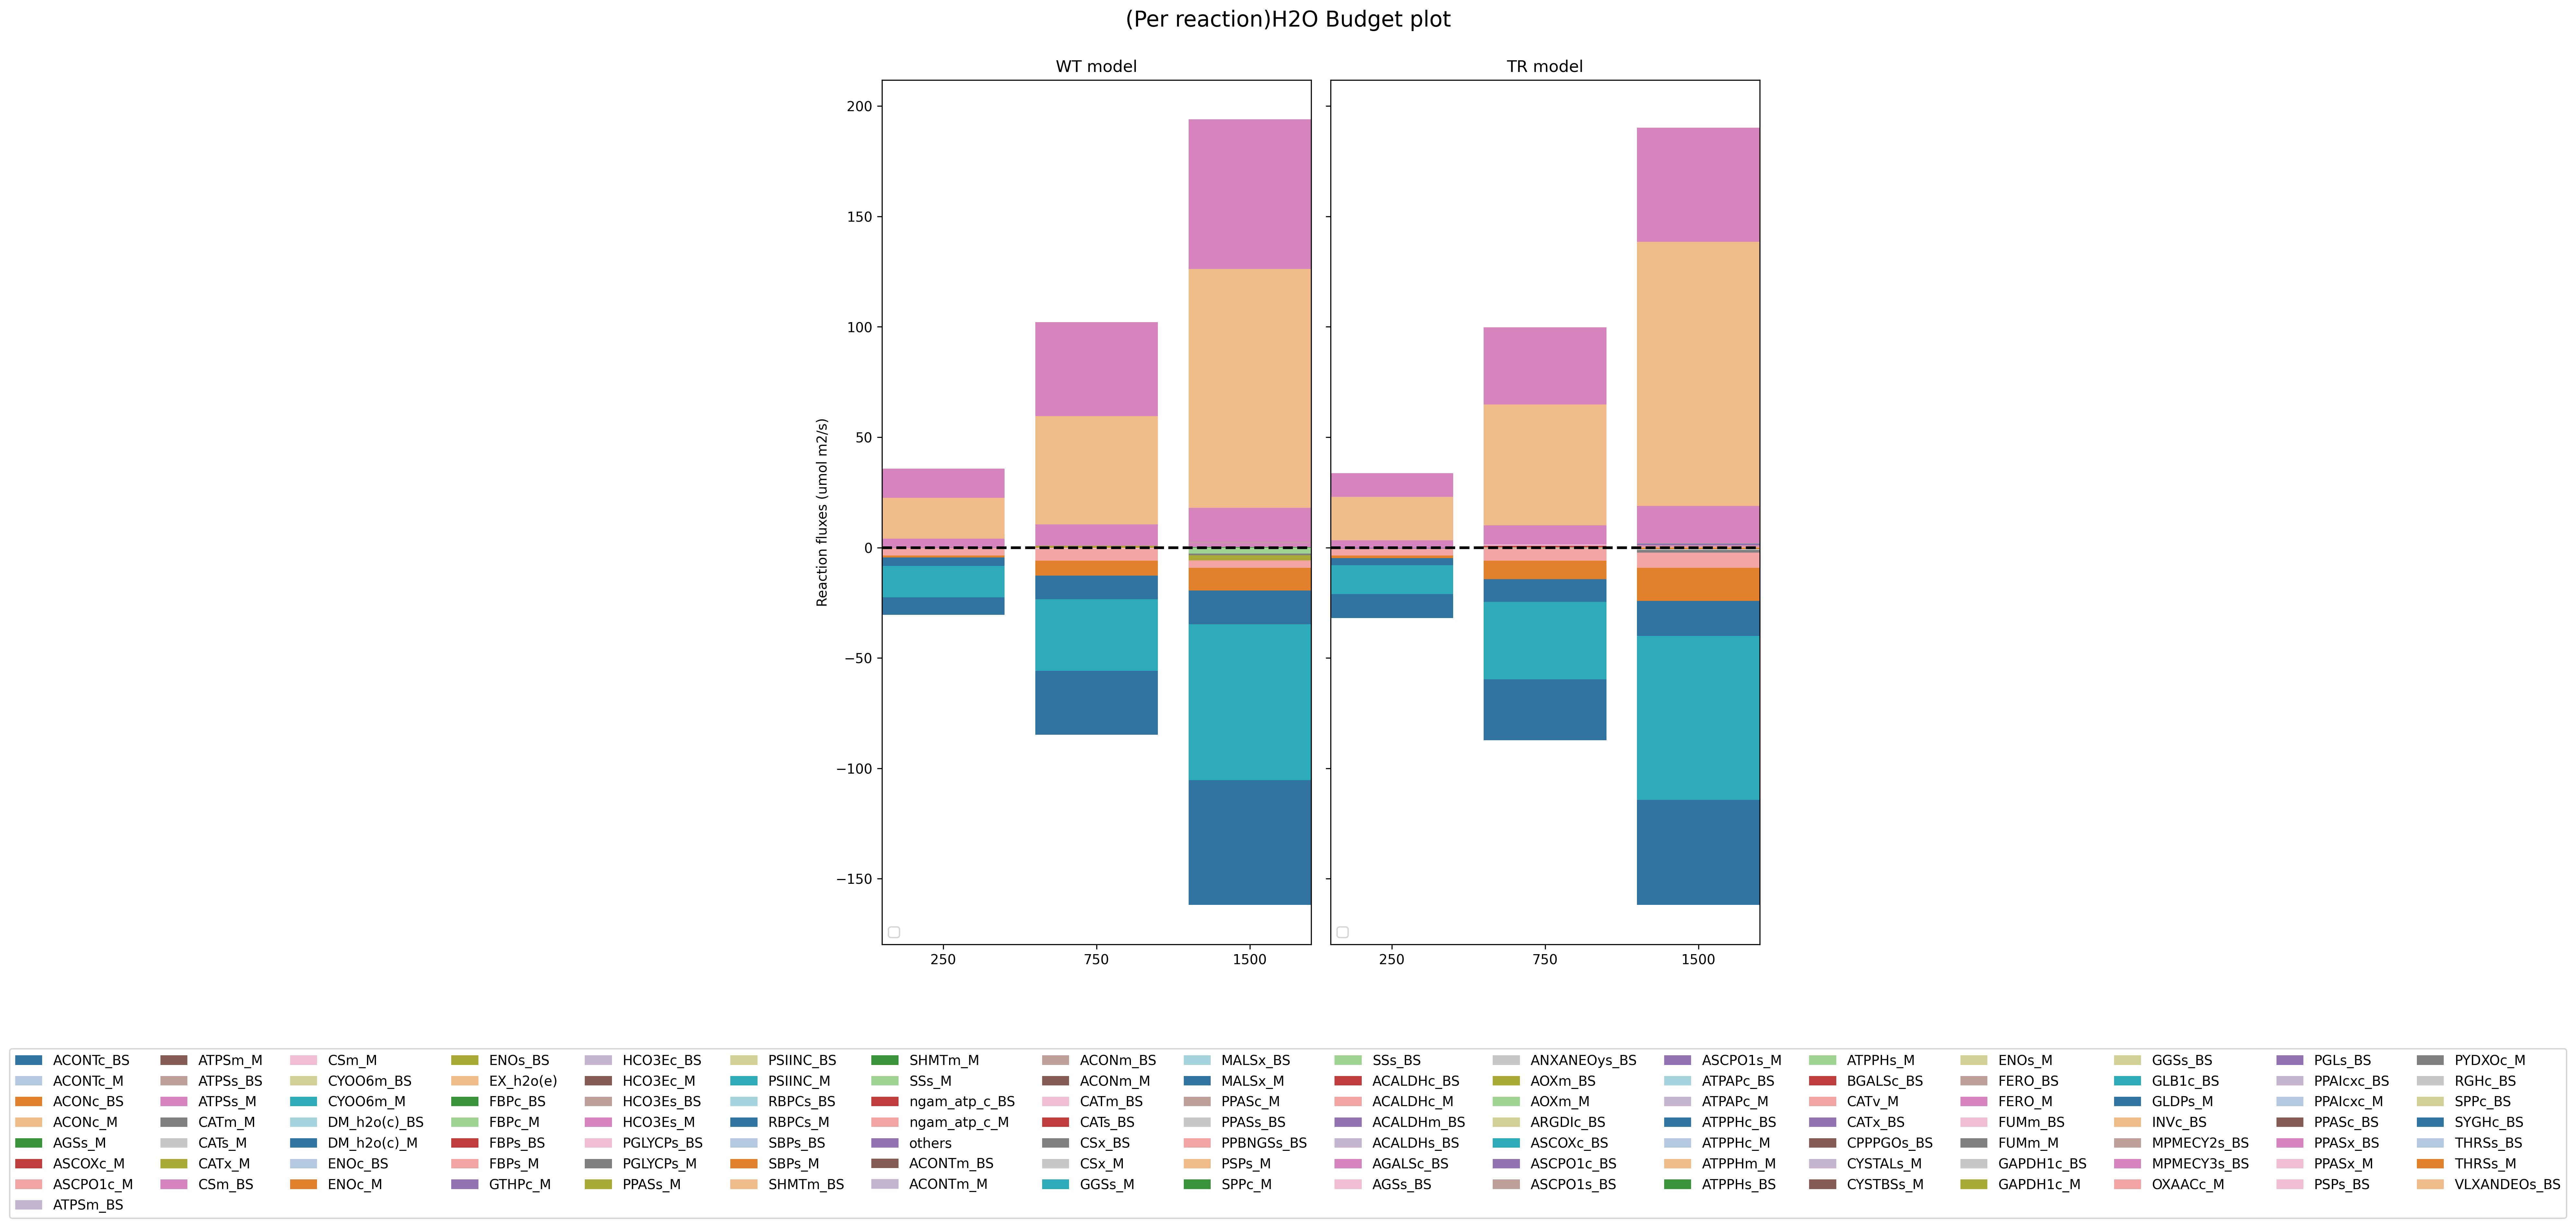 (Per reaction)H2O Budget plot
WT model
TR model
Reaction fluxes (umol m2/s)
200
150
100
50
0
−50
−100
−150
250 750 1500
250 750 1500
ACONTc_BS
ACONTc_M
ACONc_BS
ACONc_M
AGSs_M
ASCOXc_M
ASCPO1c_M
ATPSm_BS
ATPSm_M
ATPSs_BS
ATPSs_M
CATm_M
CATs_M
CATx_M
CSm_BS
CSm_M
CYOO6m_BS
CYOO6m_M
DM_h2o(c)_BS
DM_h2o(c)_M
ENOc_BS
ENOc_M
ENOs_BS
EX_h2o(e)
FBPc_BS
FBPc_M
FBPs_BS
FBPs_M
GTHPc_M
HCO3Ec_BS
HCO3Ec_M
HCO3Es_BS
HCO3Es_M
PGLYCPs_BS
PGLYCPs_M
PPASs_M
PSIINC_BS
PSIINC_M
RBPCs_BS
RBPCs_M
SBPs_BS
SBPs_M
SHMTm_BS
SHMTm_M
SSs_M
ngam_atp_c_BS
ngam_atp_c_M
others
ACONTm_BS
ACONTm_M
ACONm_BS
ACONm_M
CATm_BS
CATs_BS
CSx_BS
CSx_M
GGSs_M
MALSx_BS
MALSx_M
PPASc_M
PPASs_BS
PPBNGSs_BS
PSPs_M
SPPc_M
SSs_BS
ACALDHc_BS
ACALDHc_M
ACALDHm_BS
ACALDHs_BS
AGALSc_BS
AGSs_BS
ANXANEOys_BS
AOXm_BS
AOXm_M
ARGDIc_BS
ASCOXc_BS
ASCPO1c_BS
ASCPO1s_BS
ASCPO1s_M
ATPAPc_BS
ATPAPc_M
ATPPHc_BS
ATPPHc_M
ATPPHm_M
ATPPHs_BS
ATPPHs_M
BGALSc_BS
CATv_M
CATx_BS
CPPPGOs_BS
CYSTALs_M
CYSTBSs_M
ENOs_M
FERO_BS
FERO_M
FUMm_BS
FUMm_M
GAPDH1c_BS
GAPDH1c_M
GGSs_BS
GLB1c_BS
GLDPs_M
INVc_BS
MPMECY2s_BS
MPMECY3s_BS
OXAACc_M
PGLs_BS
PPAIcxc_BS
PPAIcxc_M
PPASc_BS
PPASx_BS
PPASx_M
PSPs_BS
PYDXOc_M
RGHc_BS
SPPc_BS
SYGHc_BS
THRSs_BS
THRSs_M
VLXANDEOs_BS